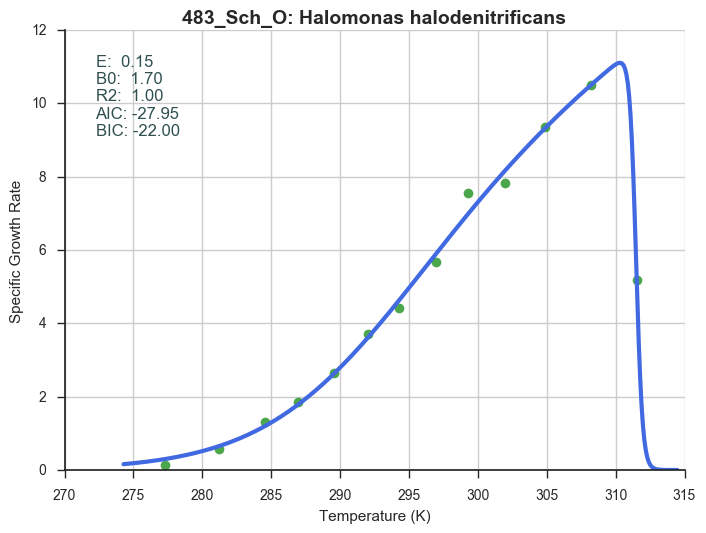 483_Sch_O: Halomonas halodenitrificans
E:  0.15
B0:  1.70
R2:  1.00
AIC: -27.95
BIC: -22.00
Specific Growth Rate
12
10
8
6
4
2
0
270 275 280 285 290 295 300 305 310 315
Temperature (K)